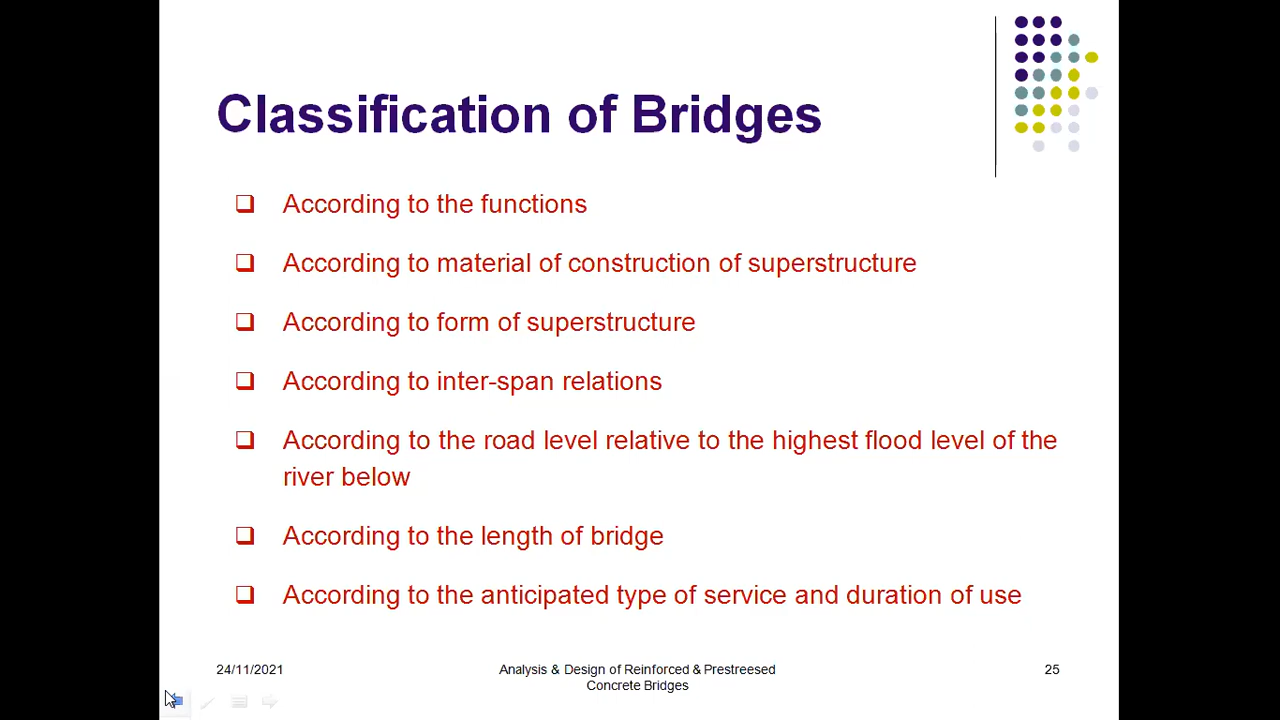 Classification of Bridges
According to the functions
According to material of construction of superstructure
According to form of superstructure
According to inter-span relations
According to the road level relative to the highest flood level of the
river below
According to the length of bridge
According to the anticipated type of service and duration of use
24/11/2021
Analysis & Design of Reinforced & Prestreesed
Concrete Bridges
25